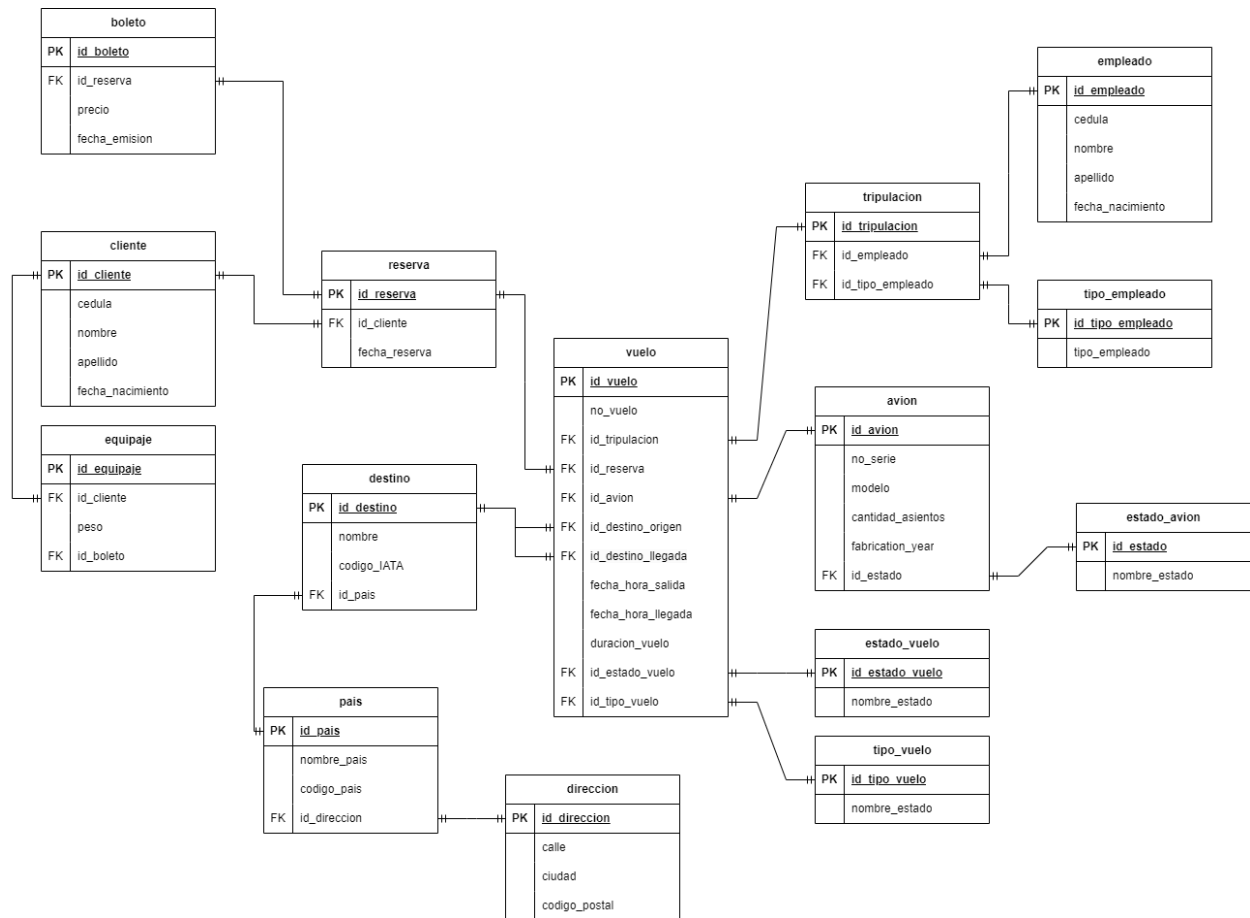 boleto
PK id_boleto
FK id_reserva
precio
fecha_emision
cliente
PK id_cliente
cedula
nombre
apellido
fecha_nacimiento
equipaje
PK id_equipaje
FK id_cliente
peso
FK id_boleto
reserva
PK id_reserva
FK id_cliente
fecha_reserva
destino
PK id_destino
nombre
codigo_IATA
FK id_pais
pais
PK id_pais
nombre_pais
codigo_pais
FK id_direccion
direccion
PK id_direccion
calle
ciudad
codigo_postal
vuelo
PK id_vuelo
no_vuelo
FK id_tripulacion
FK id_reserva
FK id_avion
FK id_destino_origen
FK id_destino_llegada
fecha_hora_salida
fecha_hora_llegada
duracion_vuelo
FK id_estado_vuelo
FK id_tipo_vuelo
tripulacion
PK id_tripulacion
FK id_empleado
FK id_tipo_empleado
empleado
PK id_empleado
cedula
nombre
apellido
fecha_nacimiento
tipo_empleado
PK id_tipo_empleado
tipo_empleado
avion
PK id_avion
no_serie
modelo
cantidad_asientos
fabrication_year
FK id_estado
estado_avion
PK id_estado
nombre_estado
estado_vuelo
PK id_estado_vuelo
nombre_estado
tipo_vuelo
PK id_tipo_vuelo
nombre_estado